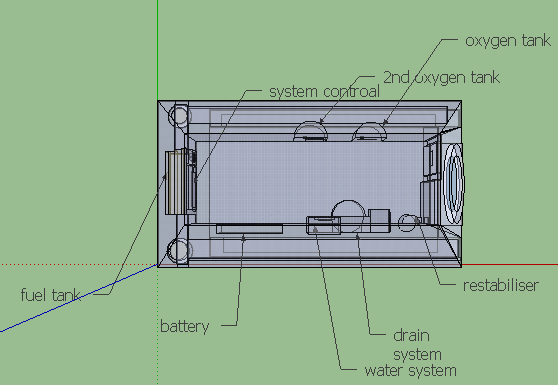 oxygen tank
2nd oxygen tank
system controal
fuel tank
restabiliser
battery
drain
system
water system